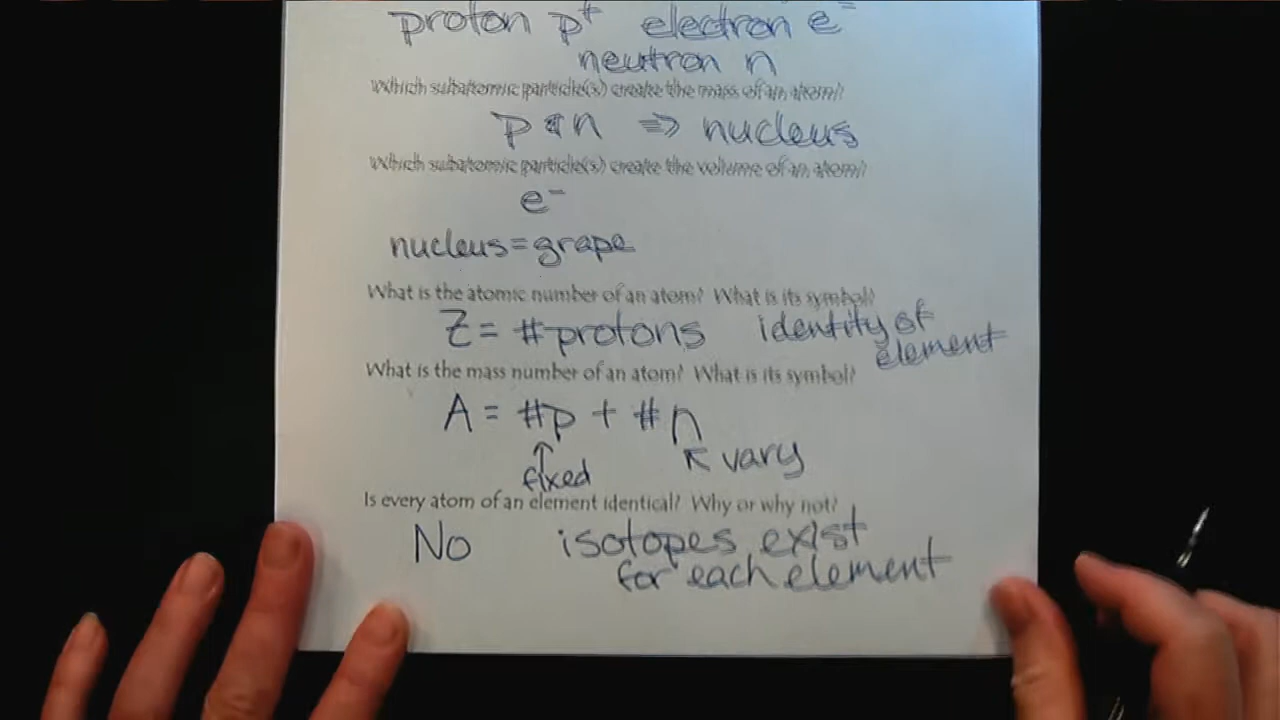 proton p⁺ electron e⁻
neutron n
Which subatomic particle(s) create the mass of an atom?
p & n ⇒ nucleus
Which subatomic particle(s) create the volume of an atom?
e⁻
nucleus = grape
What is the atomic number of an atom? What is its symbol?
Z = #protons identity of
element
What is the mass number of an atom? What is its symbol?
A = #p + #n
↑ fixed ↖ vary
Is every atom of an element identical? Why or why not?
No isotopes exist
for each element